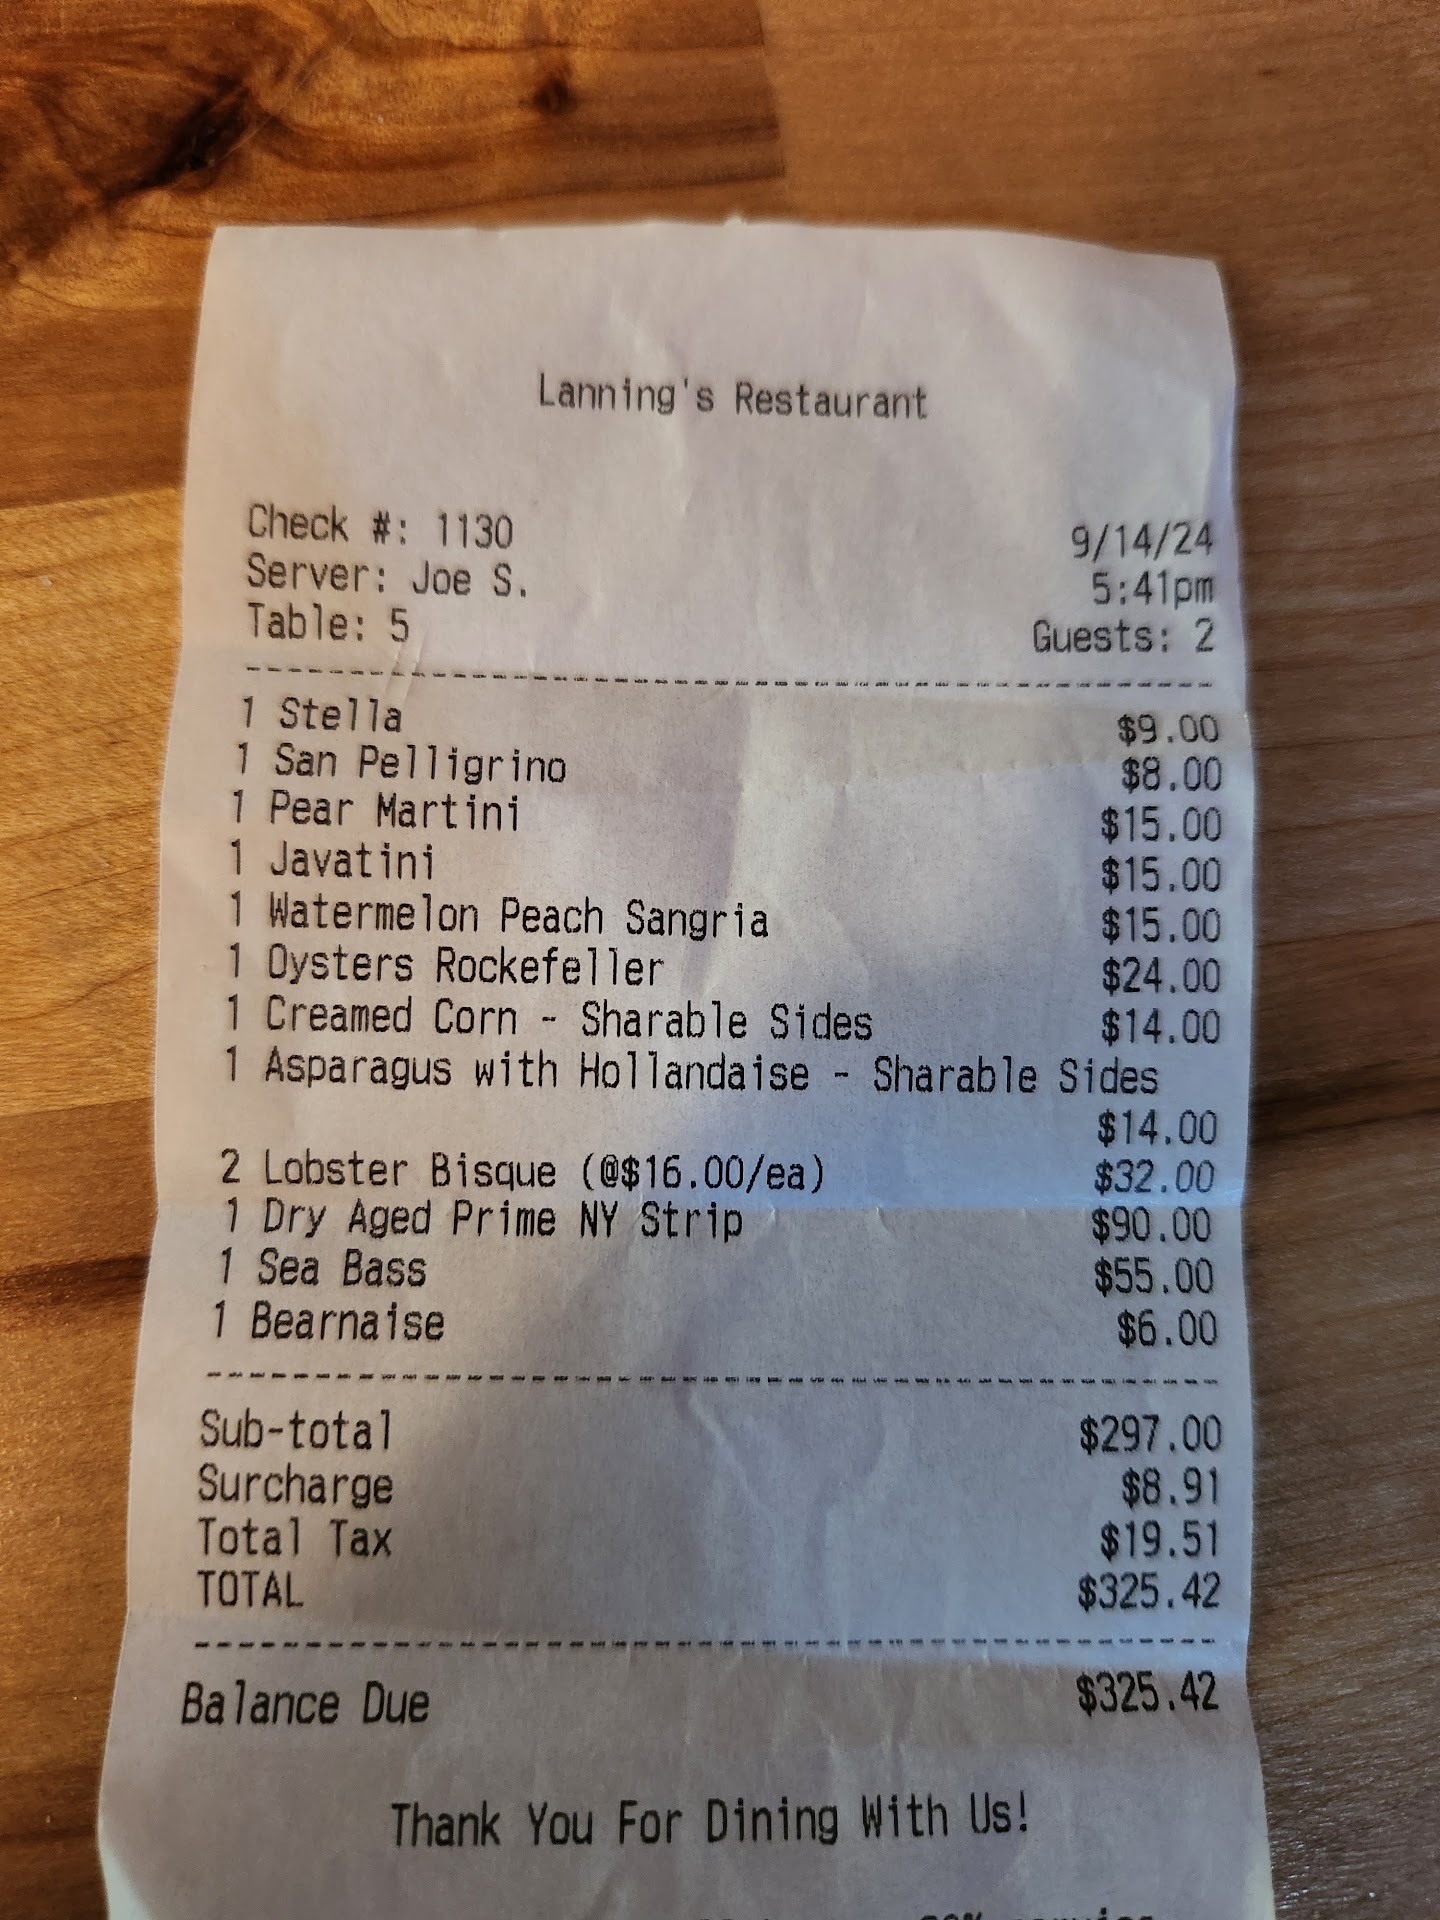 Lanning's Restaurant
Check #: 1130 9/14/24
Server: Joe S. 5:41pm
Table: 5 Guests: 2
1 Stella $9.00
1 San Pelligrino $8.00
1 Pear Martini $15.00
1 Javatini $15.00
1 Watermelon Peach Sangria $15.00
1 Oysters Rockefeller $24.00
1 Creamed Corn - Sharable Sides $14.00
1 Asparagus with Hollandaise - Sharable Sides
$14.00
2 Lobster Bisque (@$16.00/ea) $32.00
1 Dry Aged Prime NY Strip $90.00
1 Sea Bass $55.00
1 Bearnaise $6.00
Sub-total $297.00
Surcharge $8.91
Total Tax $19.51
TOTAL $325.42
Balance Due $325.42
Thank You For Dining With Us!